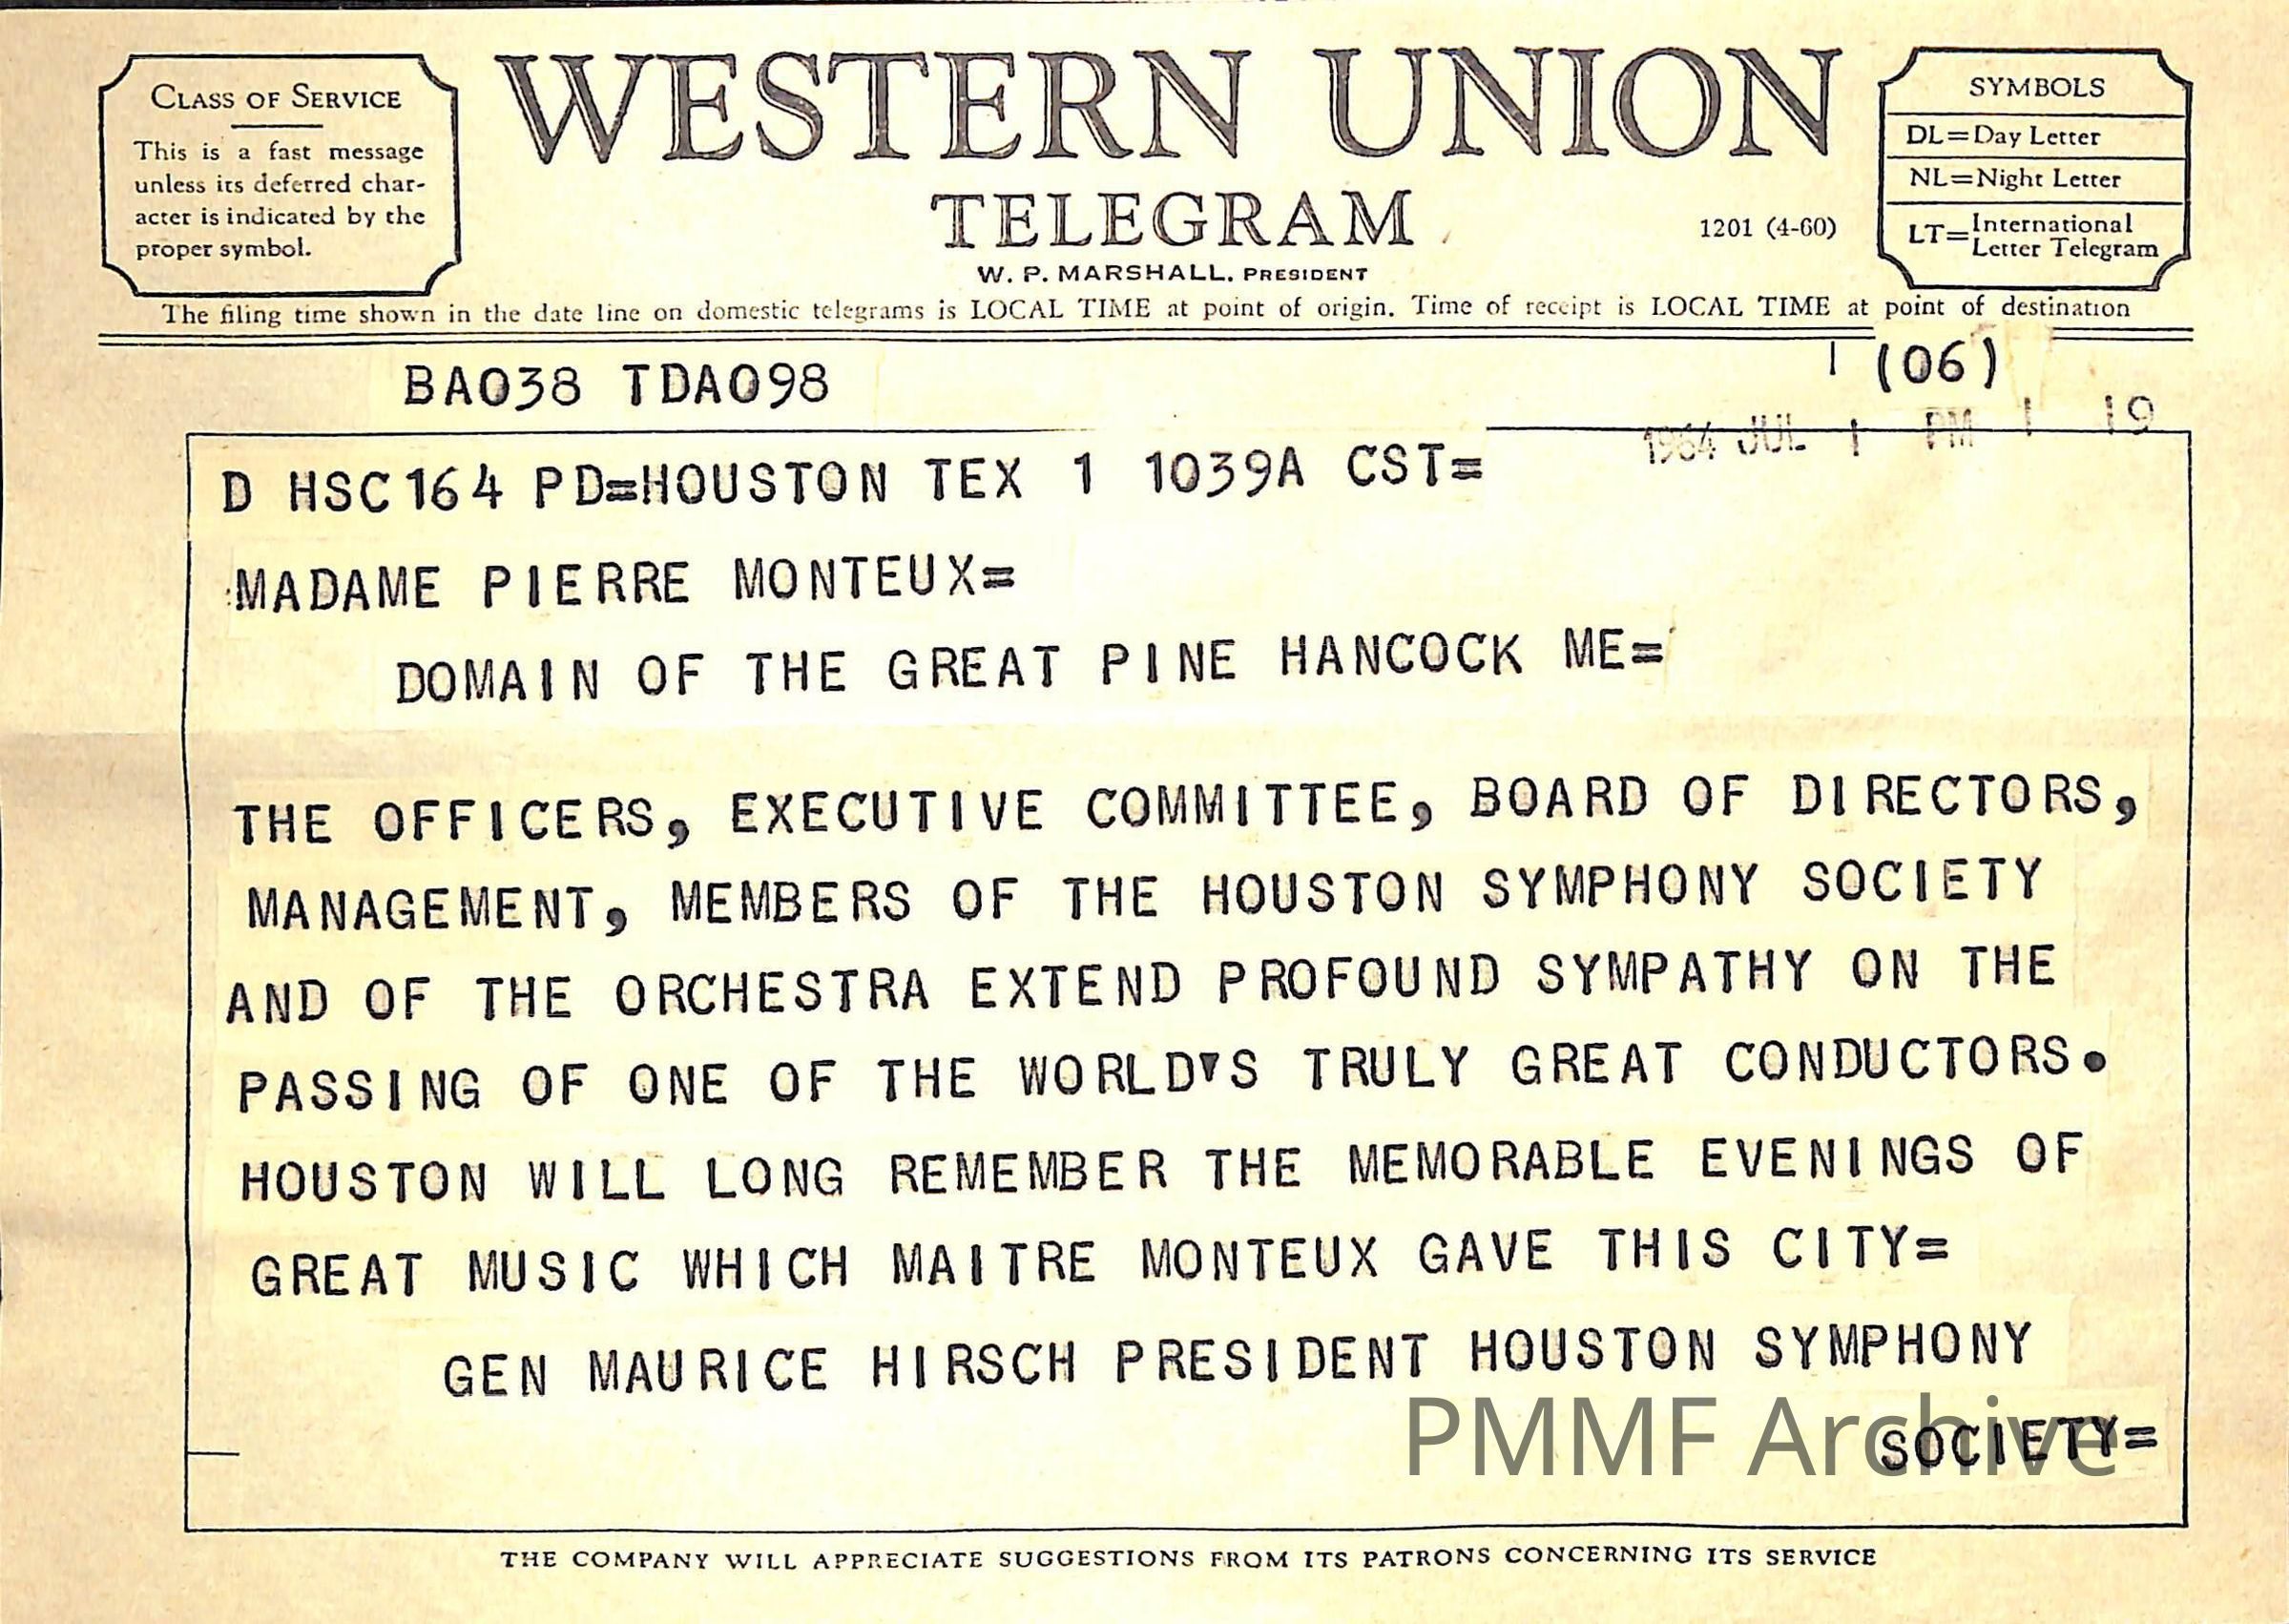 CLASS OF SERVICE
This is a fast message
unless its deferred char-
acter is indicated by the
proper symbol.
WESTERN UNION
TELEGRAM
W. P. MARSHALL, PRESIDENT
1201 (4-60)
SYMBOLS
DL=Day Letter
NL=Night Letter
LT=International Letter Telegram
The filing time shown in the date line on domestic telegrams is LOCAL TIME at point of origin. Time of receipt is LOCAL TIME at point of destination
BA038 TDA098
(06)
1964 JUL 1 PM 1 19
D HSC164 PD=HOUSTON TEX 1 1039A CST=
MADAME PIERRE MONTEUX=
DOMAIN OF THE GREAT PINE HANCOCK ME=
THE OFFICERS, EXECUTIVE COMMITTEE, BOARD OF DIRECTORS,
MANAGEMENT, MEMBERS OF THE HOUSTON SYMPHONY SOCIETY
AND OF THE ORCHESTRA EXTEND PROFOUND SYMPATHY ON THE
PASSING OF ONE OF THE WORLD'S TRULY GREAT CONDUCTORS.
HOUSTON WILL LONG REMEMBER THE MEMORABLE EVENINGS OF
GREAT MUSIC WHICH MAITRE MONTEUX GAVE THIS CITY=
GEN MAURICE HIRSCH PRESIDENT HOUSTON SYMPHONY
SOCIETY=
PMMF Archive
THE COMPANY WILL APPRECIATE SUGGESTIONS FROM ITS PATRONS CONCERNING ITS SERVICE